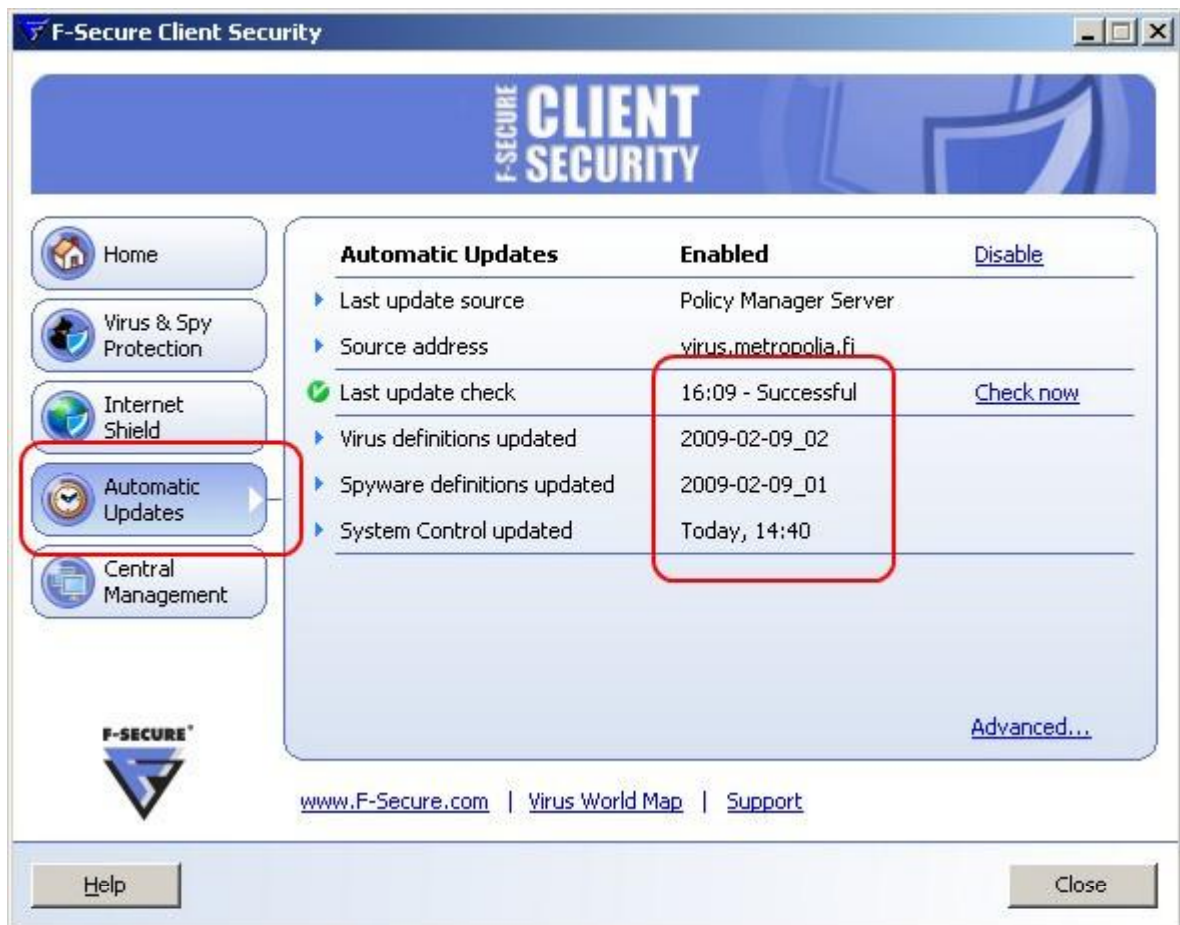 F-Secure Client Security
F-SECURE
CLIENT
SECURITY
Home
Virus & Spy
Protection
Internet
Shield
Automatic
Updates
Central
Management
Automatic Updates Enabled Disable
Last update source Policy Manager Server
Source address virus.metropolia.fi
Last update check 16:09 - Successful Check now
Virus definitions updated 2009-02-09_02
Spyware definitions updated 2009-02-09_01
System Control updated Today, 14:40
Advanced...
F-SECURE®
www.F-Secure.com | Virus World Map | Support
Help Close